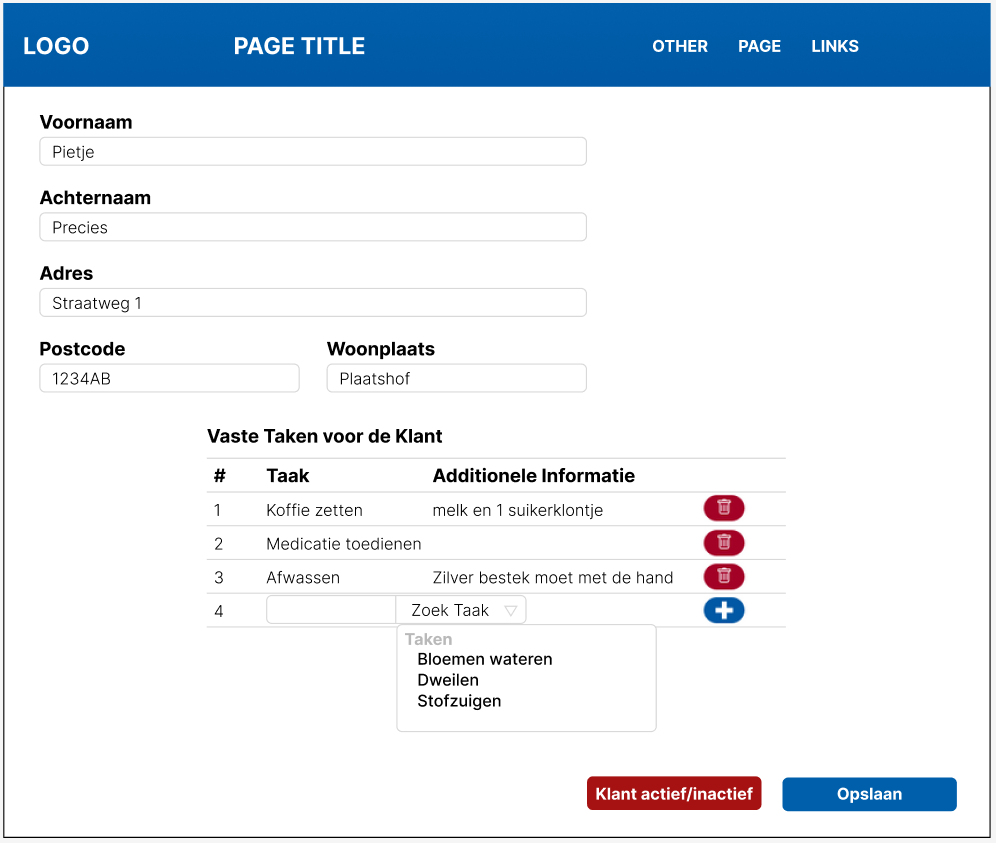 LOGO PAGE TITLE OTHER PAGE LINKS
Voornaam
Pietje
Achternaam
Precies
Adres
Straatweg 1
Postcode Woonplaats
1234AB Plaatshof
Vaste Taken voor de Klant
# Taak Additionele Informatie
1 Koffie zetten melk en 1 suikerklontje
2 Medicatie toedienen
3 Afwassen Zilver bestek moet met de hand
4 Zoek Taak
Taken
Bloemen wateren
Dweilen
Stofzuigen
Klant actief/inactief Opslaan